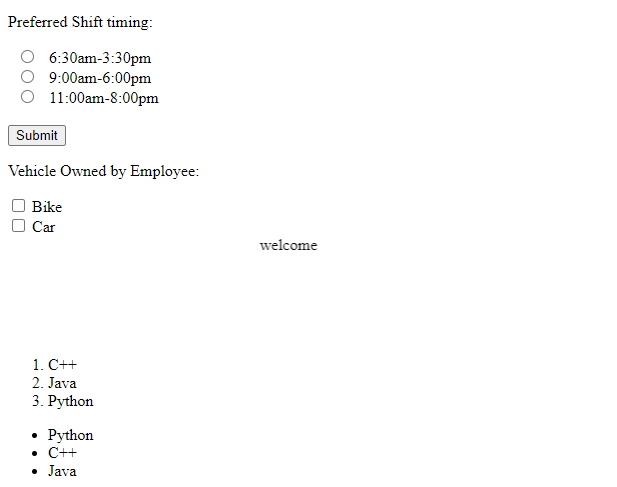 Preferred Shift timing:
6:30am-3:30pm
9:00am-6:00pm
11:00am-8:00pm
Submit
Vehicle Owned by Employee:
Bike
Car
welcome
1. C++
2. Java
3. Python
• Python
• C++
• Java